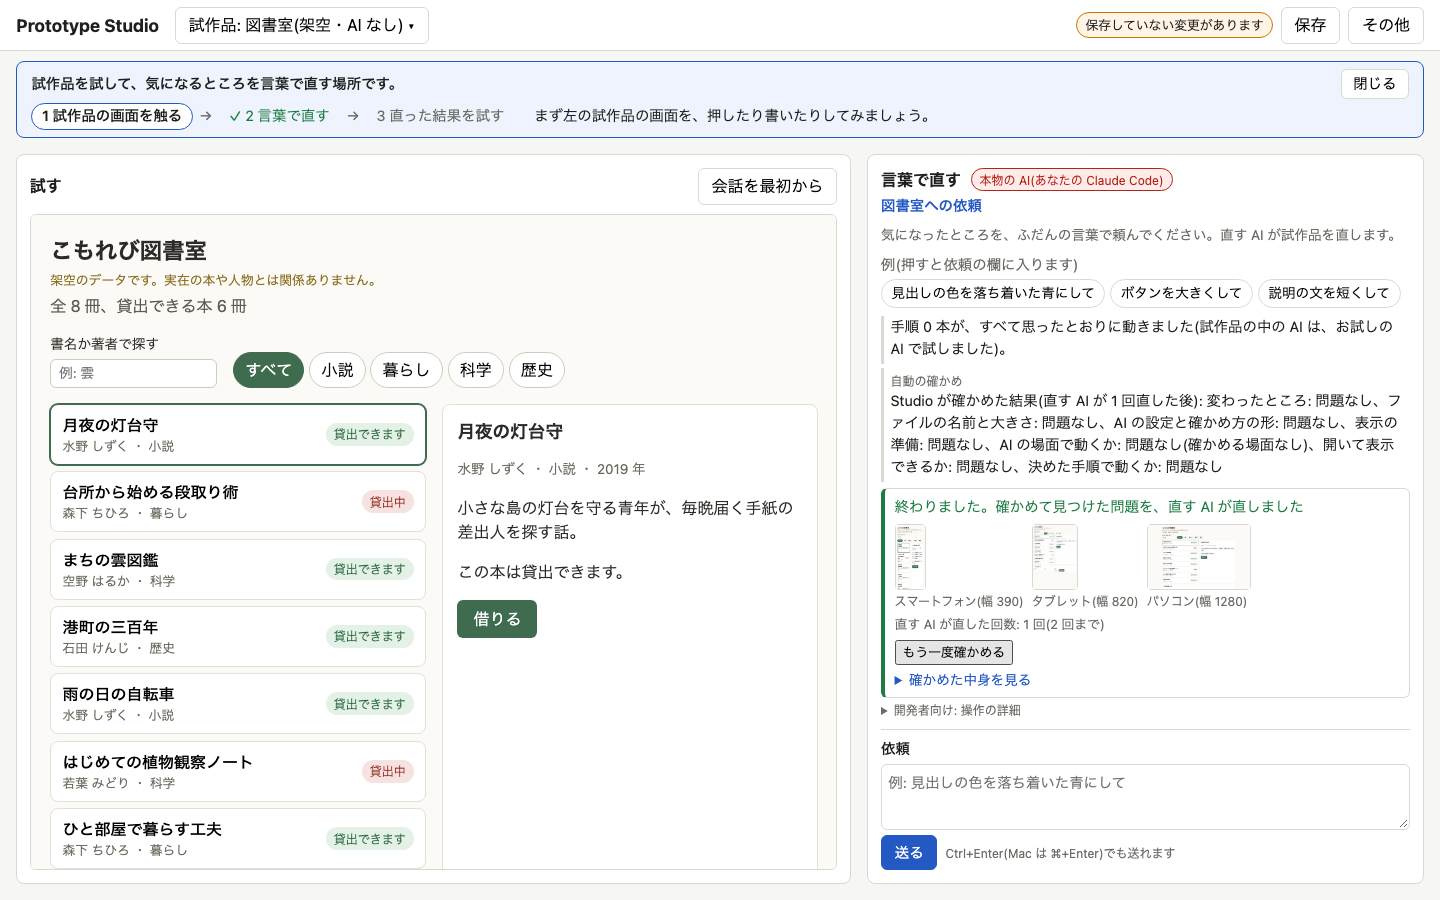 Prototype Studio
試作品: 図書室(架空・AI なし) ▾
保存していない変更があります
保存
その他
試作品を試して、気になるところを言葉で直す場所です。
閉じる
1 試作品の画面を触る → ✓ 2 言葉で直す → 3 直った結果を試す まず左の試作品の画面を、押したり書いたりしてみましょう。
試す
会話を最初から
こもれび図書室
架空のデータです。実在の本や人物とは関係ありません。
全 8 冊、貸出できる本 6 冊
書名か著者で探す
例: 雲
すべて 小説 暮らし 科学 歴史
月夜の灯台守
水野 しずく ・ 小説
貸出できます
台所から始める段取り術
森下 ちひろ ・ 暮らし
貸出中
まちの雲図鑑
空野 はるか ・ 科学
貸出できます
港町の三百年
石田 けんじ ・ 歴史
貸出できます
雨の日の自転車
水野 しずく ・ 小説
貸出できます
はじめての植物観察ノート
若葉 みどり ・ 科学
貸出中
ひと部屋で暮らす工夫
森下 ちひろ ・ 暮らし
貸出できます
月夜の灯台守
水野 しずく ・ 小説 ・ 2019 年
小さな島の灯台を守る青年が、毎晩届く手紙の
差出人を探す話。
この本は貸出できます。
借りる
言葉で直す
本物の AI(あなたの Claude Code)
図書室への依頼
気になったところを、ふだんの言葉で頼んでください。直す AI が試作品を直します。
例(押すと依頼の欄に入ります)
見出しの色を落ち着いた青にして ボタンを大きくして 説明の文を短くして
手順 0 本が、すべて思ったとおりに動きました(試作品の中の AI は、お試しの
AI で試しました)。
自動の確かめ
Studio が確かめた結果(直す AI が 1 回直した後): 変わったところ: 問題なし、フ
ァイルの名前と大きさ: 問題なし、AI の設定と確かめ方の形: 問題なし、表示の
準備: 問題なし、AI の場面で動くか: 問題なし(確かめる場面なし)、開いて表示
できるか: 問題なし、決めた手順で動くか: 問題なし
終わりました。確かめて見つけた問題を、直す AI が直しました
スマートフォン(幅 390) タブレット(幅 820) パソコン(幅 1280)
直す AI が直した回数: 1 回(2 回まで)
もう一度確かめる
▶ 確かめた中身を見る
▶ 開発者向け: 操作の詳細
依頼
例: 見出しの色を落ち着いた青にして
送る
Ctrl+Enter(Mac は ⌘+Enter)でも送れます